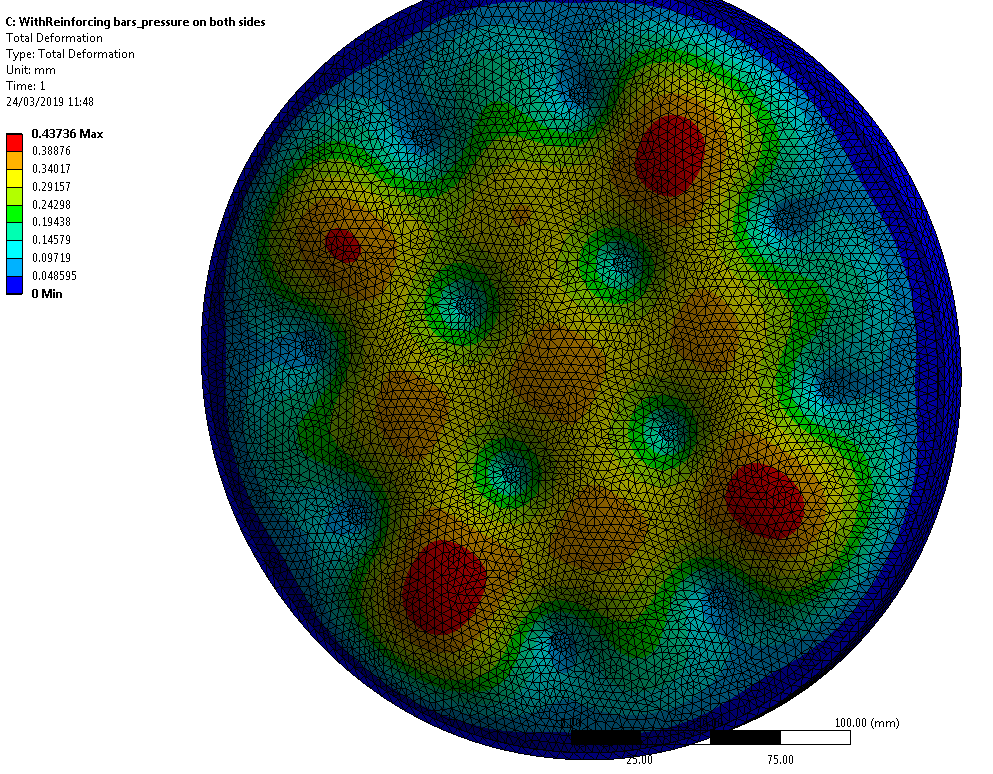 C: WithReinforcing bars_pressure on both sides
Total Deformation
Type: Total Deformation
Unit: mm
Time: 1
24/03/2019 11:48
0.43736 Max
0.38876
0.34017
0.29157
0.24298
0.19438
0.14579
0.09719
0.048595
0 Min
100.00 (mm)
25.00
75.00